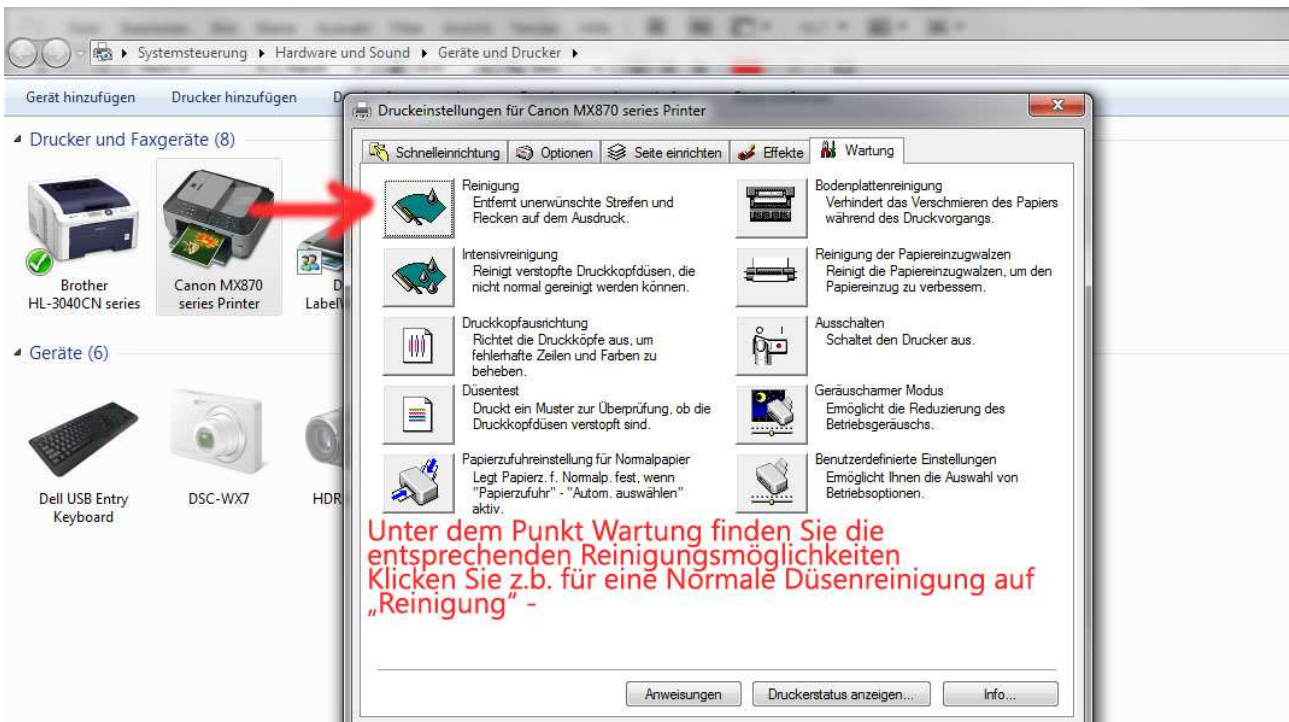 Systemsteuerung ▸ Hardware und Sound ▸ Geräte und Drucker ▸
Gerät hinzufügen Drucker hinzufügen
Drucker und Faxgeräte (8)
Brother
HL-3040CN series
Canon MX870
series Printer
Geräte (6)
Dell USB Entry
Keyboard
DSC-WX7
HDR
Druckeinstellungen für Canon MX870 series Printer
Schnelleinrichtung Optionen Seite einrichten Effekte Wartung
Reinigung
Entfernt unerwünschte Streifen und
Flecken auf dem Ausdruck.
Intensivreinigung
Reinigt verstopfte Druckkopfdüsen, die
nicht normal gereinigt werden können.
Druckkopfausrichtung
Richtet die Druckköpfe aus, um
fehlerhafte Zeilen und Farben zu
beheben.
Düsentest
Druckt ein Muster zur Überprüfung, ob die
Druckkopfdüsen verstopft sind.
Papierzufuhreinstellung für Normalpapier
Legt Papierz. f. Normalp. fest, wenn
"Papierzufuhr" - "Autom. auswählen"
aktiv.
Bodenplattenreinigung
Verhindert das Verschmieren des Papiers
während des Druckvorgangs.
Reinigung der Papiereinzugwalzen
Reinigt die Papiereinzugwalzen, um den
Papiereinzug zu verbessern.
Ausschalten
Schaltet den Drucker aus.
Geräuscharmer Modus
Ermöglicht die Reduzierung des
Betriebsgeräuschs.
Benutzerdefinierte Einstellungen
Ermöglicht Ihnen die Auswahl von
Betriebsoptionen.
Unter dem Punkt Wartung finden Sie die
entsprechenden Reinigungsmöglichkeiten
Klicken Sie z.b. für eine Normale Düsenreinigung auf
„Reinigung“ -
Anweisungen Druckerstatus anzeigen... Info...